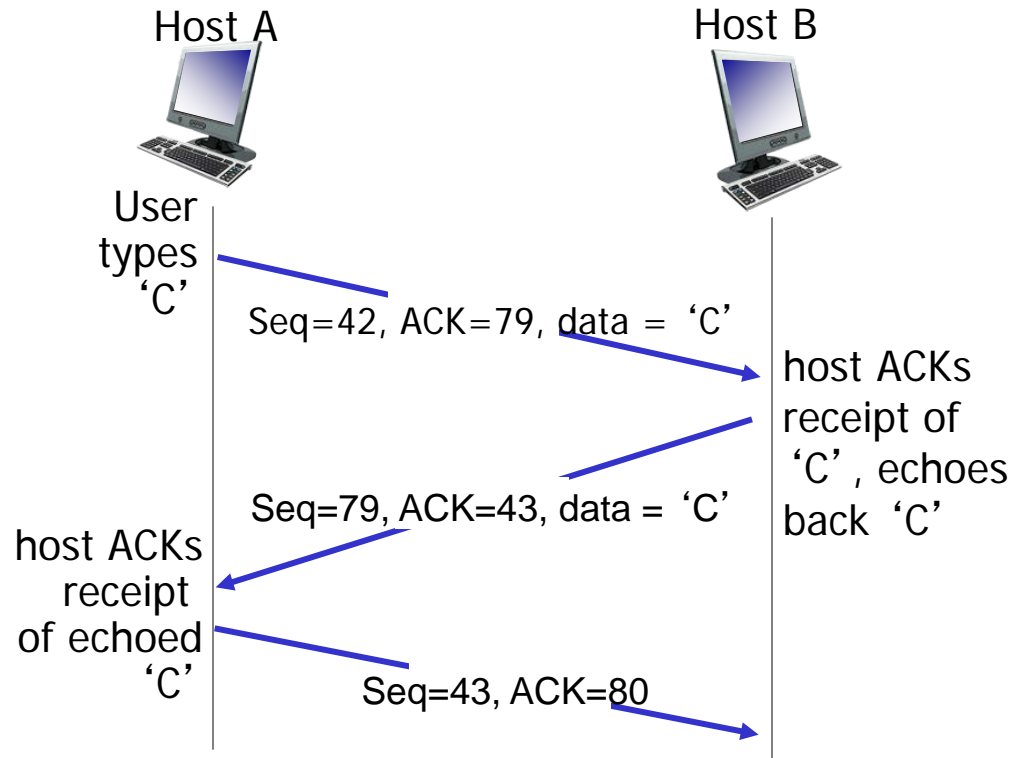 Host A
Host B
User
types
‘C’
Seq=42, ACK=79, data = ‘C’
host ACKs
receipt of
‘C’, echoes
back ‘C’
Seq=79, ACK=43, data = ‘C’
host ACKs
receipt
of echoed
‘C’
Seq=43, ACK=80